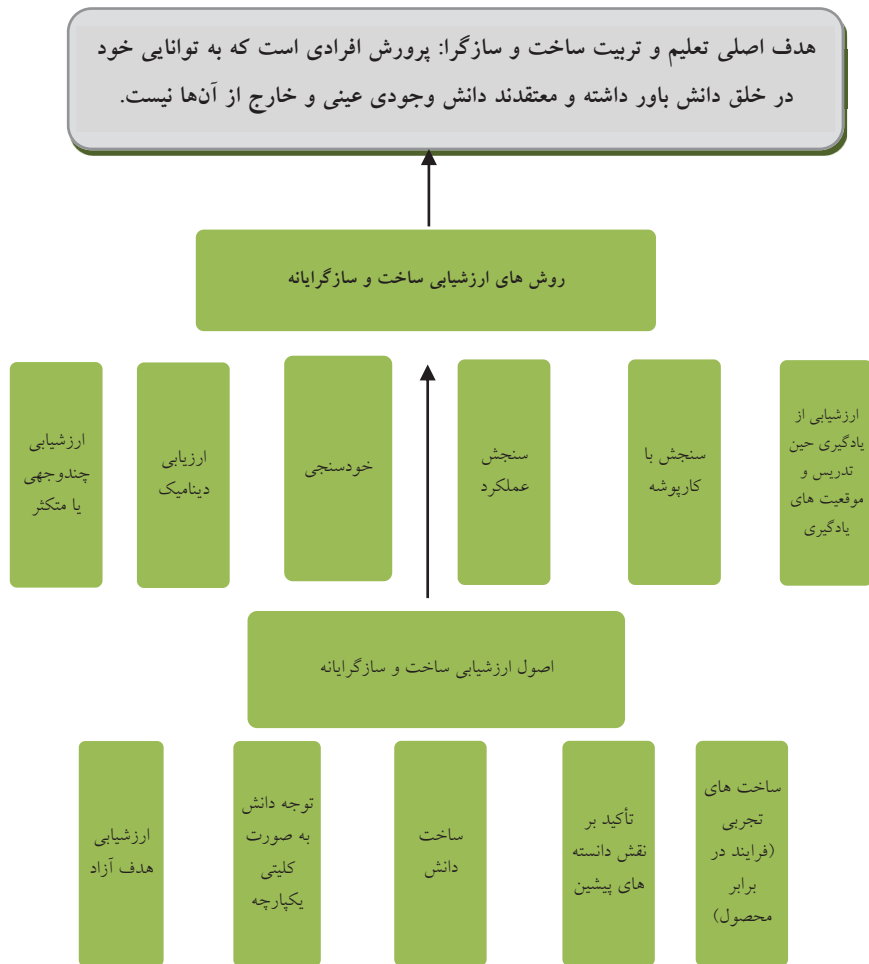 هدف اصلی تعلیم و تربیت ساخت و سازگرا: پرورش افرادی است که به توانایی خود
در خلق دانش باور داشته و معتقدند دانش وجودی عینی و خارج از آن‌ها نیست.
روش های ارزشیابی ساخت و سازگرایانه
ارزشیابی از
یادگیری حین
تدریس و
موقعیت های
یادگیری
سنجش با
کارپوشه
سنجش
عملکرد
خودسنجی
ارزیابی
دینامیک
ارزشیابی
چندوجهی
یا متکثر
اصول ارزشیابی ساخت و سازگرایانه
ساخت های
تجربی
(فرایند در
برابر
محصول)
تأکید بر
نقش دانسته
های پیشین
ساخت
دانش
توجه دانش
به صورت
کلیتی
یکپارچه
ارزشیابی
هدف آزاد